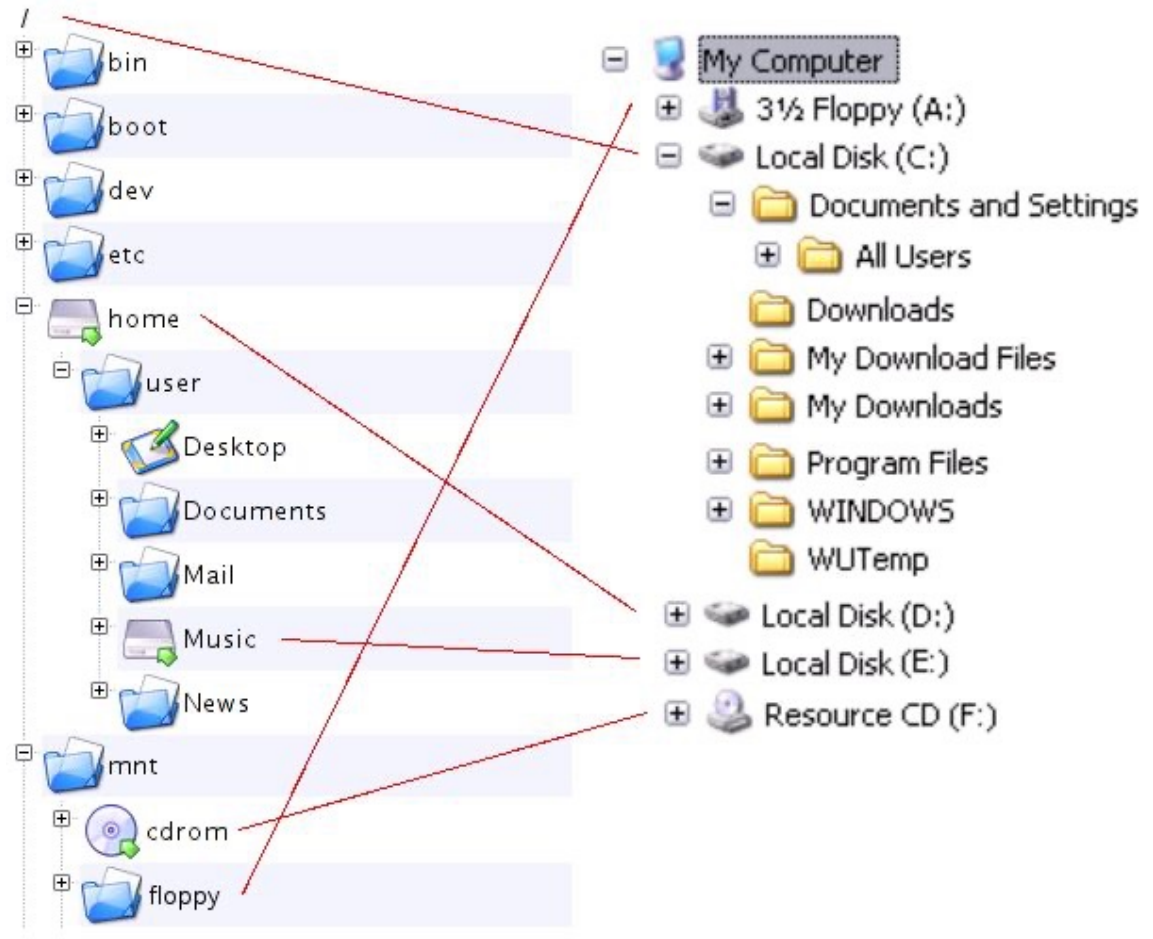 /
bin
boot
dev
etc
home
user
Desktop
Documents
Mail
Music
News
mnt
cdrom
floppy
My Computer
3½ Floppy (A:)
Local Disk (C:)
Documents and Settings
All Users
Downloads
My Download Files
My Downloads
Program Files
WINDOWS
WUTemp
Local Disk (D:)
Local Disk (E:)
Resource CD (F:)